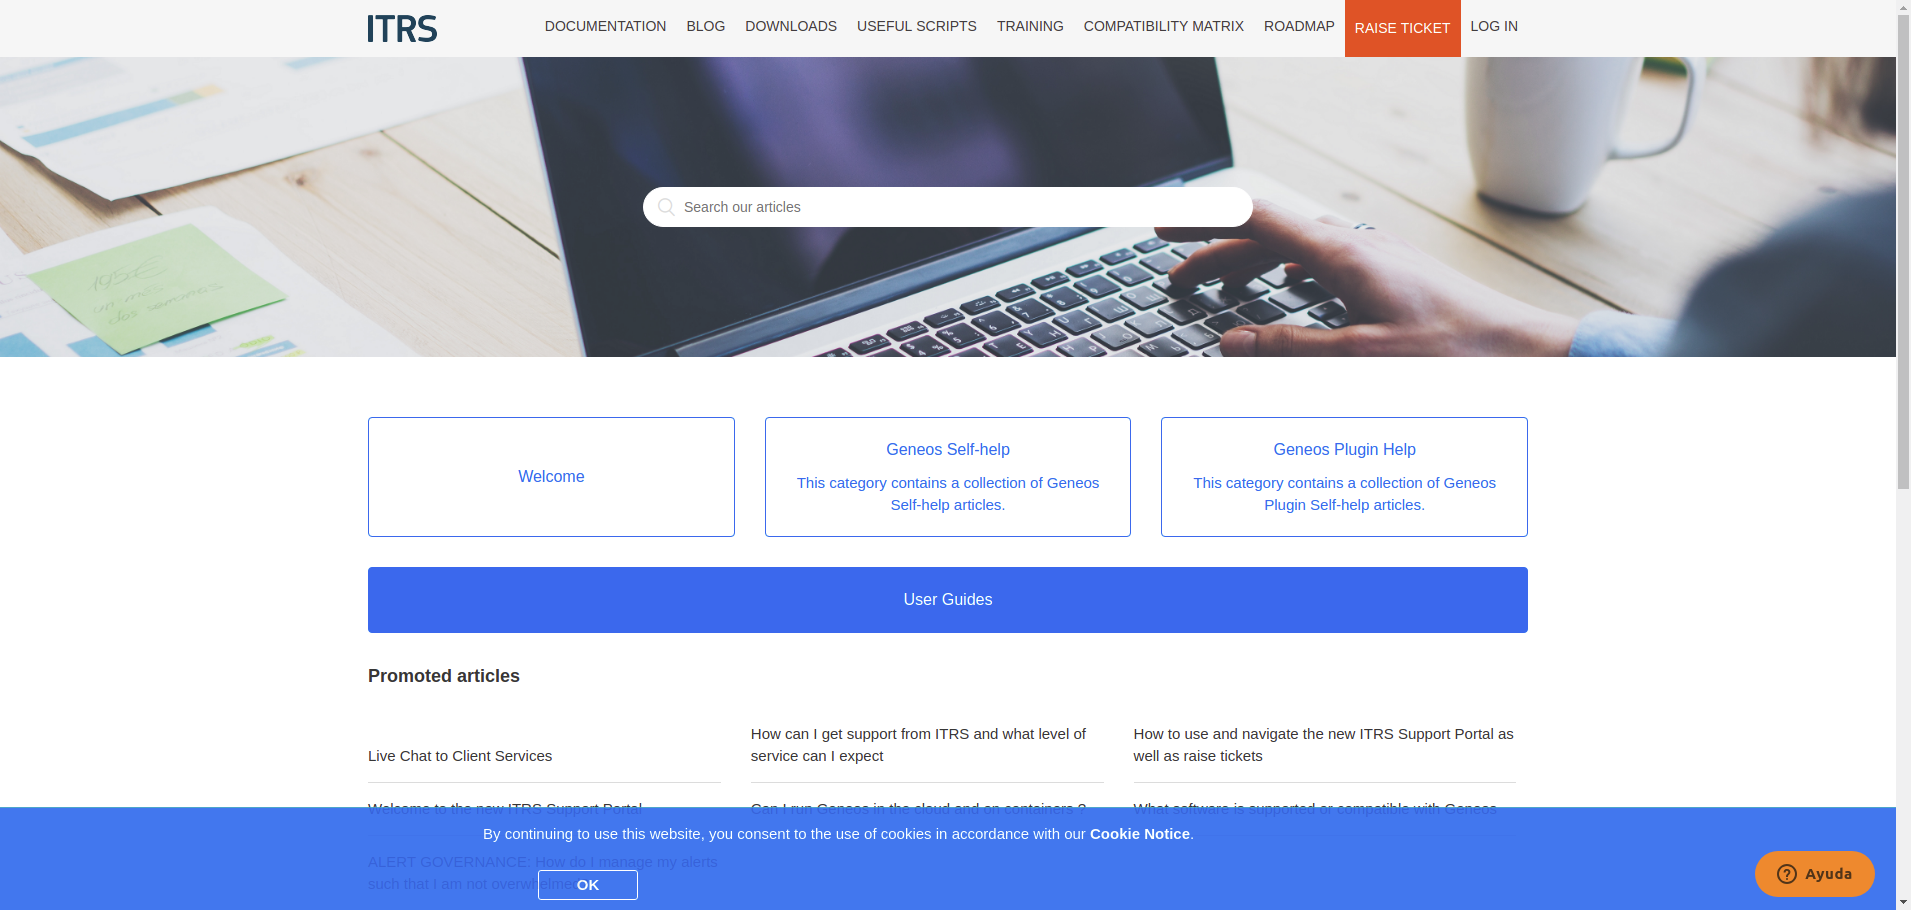 ITRS
DOCUMENTATION BLOG DOWNLOADS USEFUL SCRIPTS TRAINING COMPATIBILITY MATRIX ROADMAP RAISE TICKET LOG IN
Search our articles
Welcome
Geneos Self-help
This category contains a collection of Geneos
Self-help articles.
Geneos Plugin Help
This category contains a collection of Geneos
Plugin Self-help articles.
User Guides
Promoted articles
Live Chat to Client Services
How can I get support from ITRS and what level of
service can I expect
How to use and navigate the new ITRS Support Portal as
well as raise tickets
Welcome to the new ITRS Support Portal
Can I run Geneos in the cloud and on containers ?
What software is supported or compatible with Geneos
By continuing to use this website, you consent to the use of cookies in accordance with our Cookie Notice.
ALERT GOVERNANCE: How do I manage my alerts
such that I am not overwhelmed
OK
Ayuda